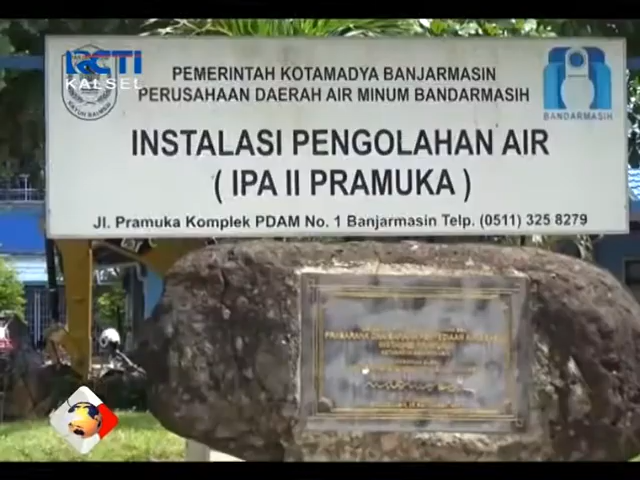 RCTI
KALSEL
PEMERINTAH KOTAMADYA BANJARMASIN
PERUSAHAAN DAERAH AIR MINUM BANDARMASIH
BANDARMASIH
INSTALASI PENGOLAHAN AIR
( IPA II PRAMUKA )
Jl. Pramuka Komplek PDAM No. 1 Banjarmasin Telp. (0511) 325 8279